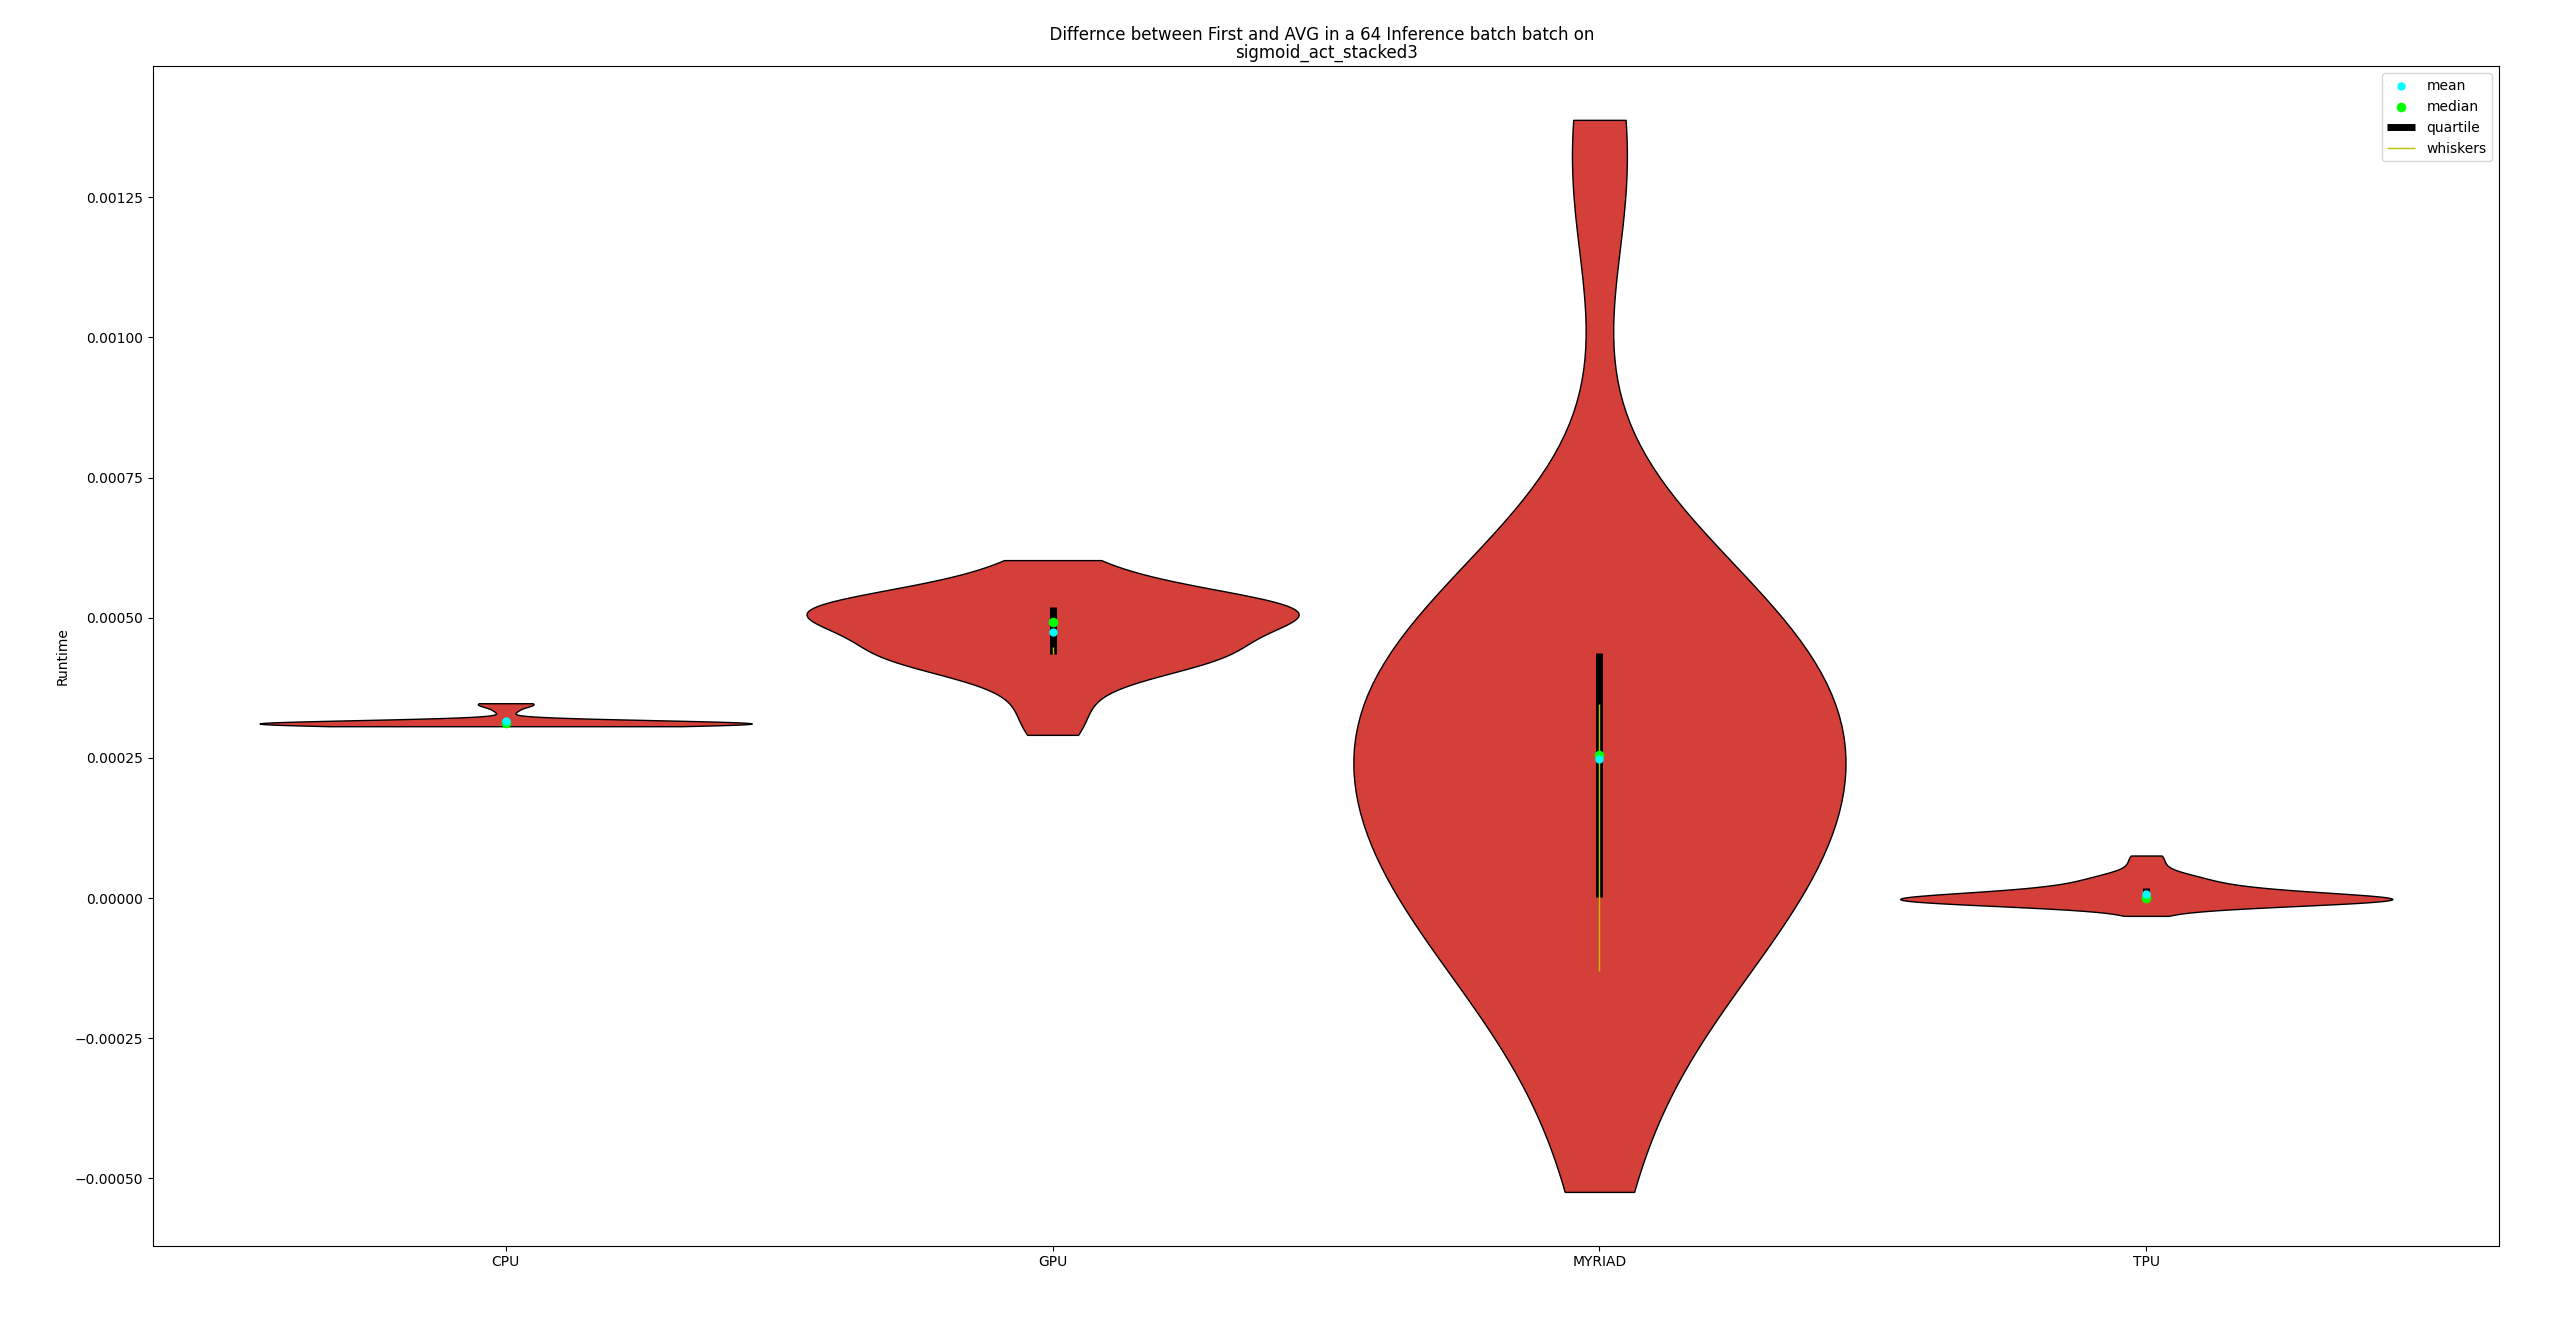 Differnce between First and AVG in a 64 Inference batch batch on
sigmoid_act_stacked3
mean
median
quartile
whiskers
0.00125
0.00100
0.00075
0.00050
0.00025
0.00000
−0.00025
−0.00050
Runtime
CPU
GPU
MYRIAD
TPU